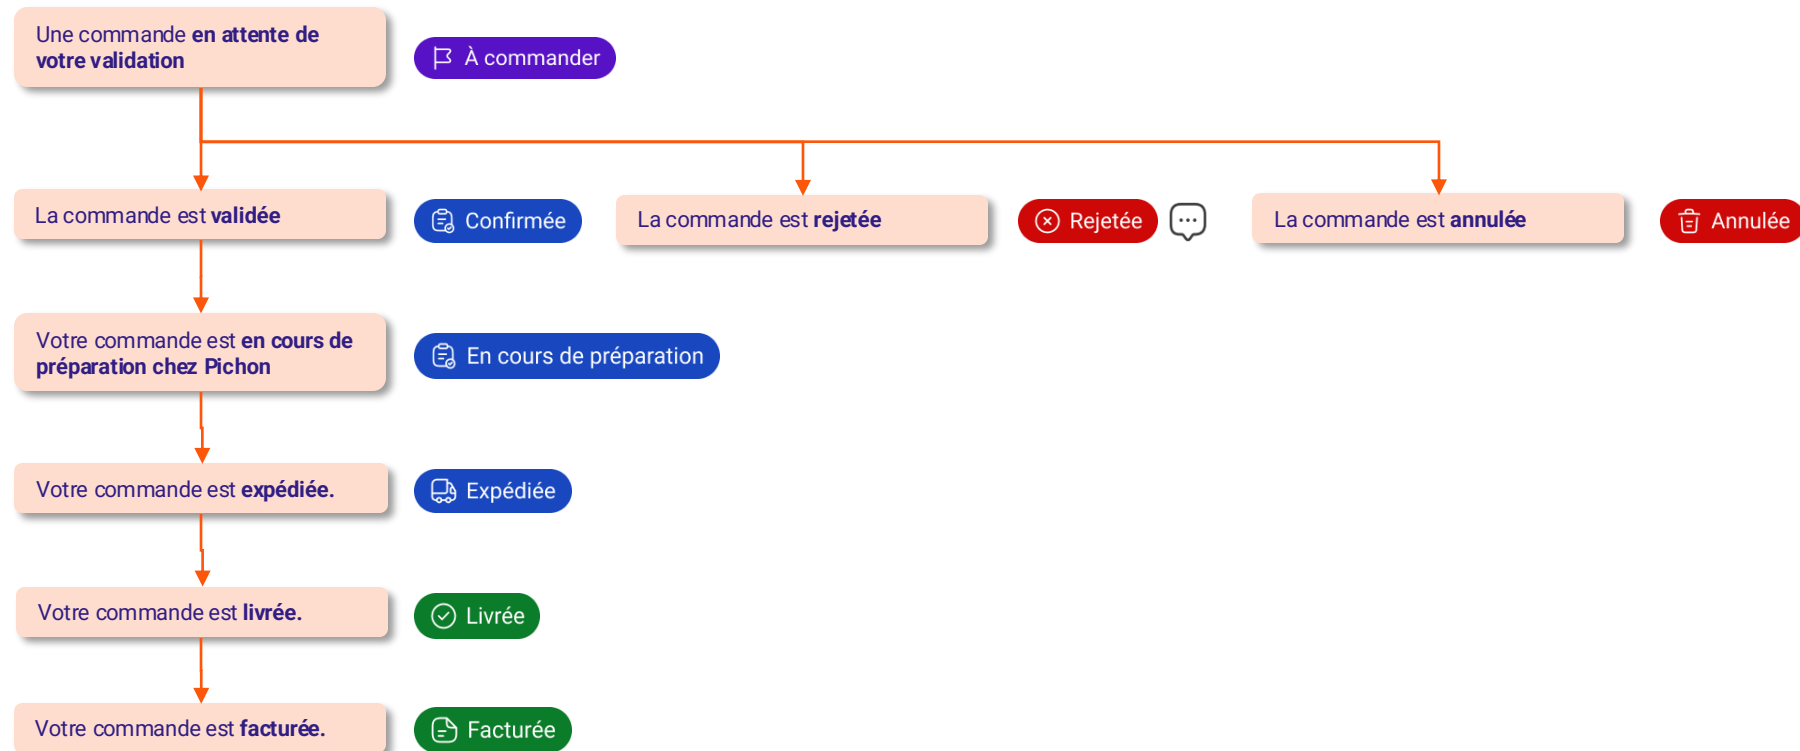 Une commande en attente de
votre validation
À commander
La commande est validée
Confirmée
La commande est rejetée
Rejetée
La commande est annulée
Annulée
Votre commande est en cours de
préparation chez Pichon
En cours de préparation
Votre commande est expédiée.
Expédiée
Votre commande est livrée.
Livrée
Votre commande est facturée.
Facturée